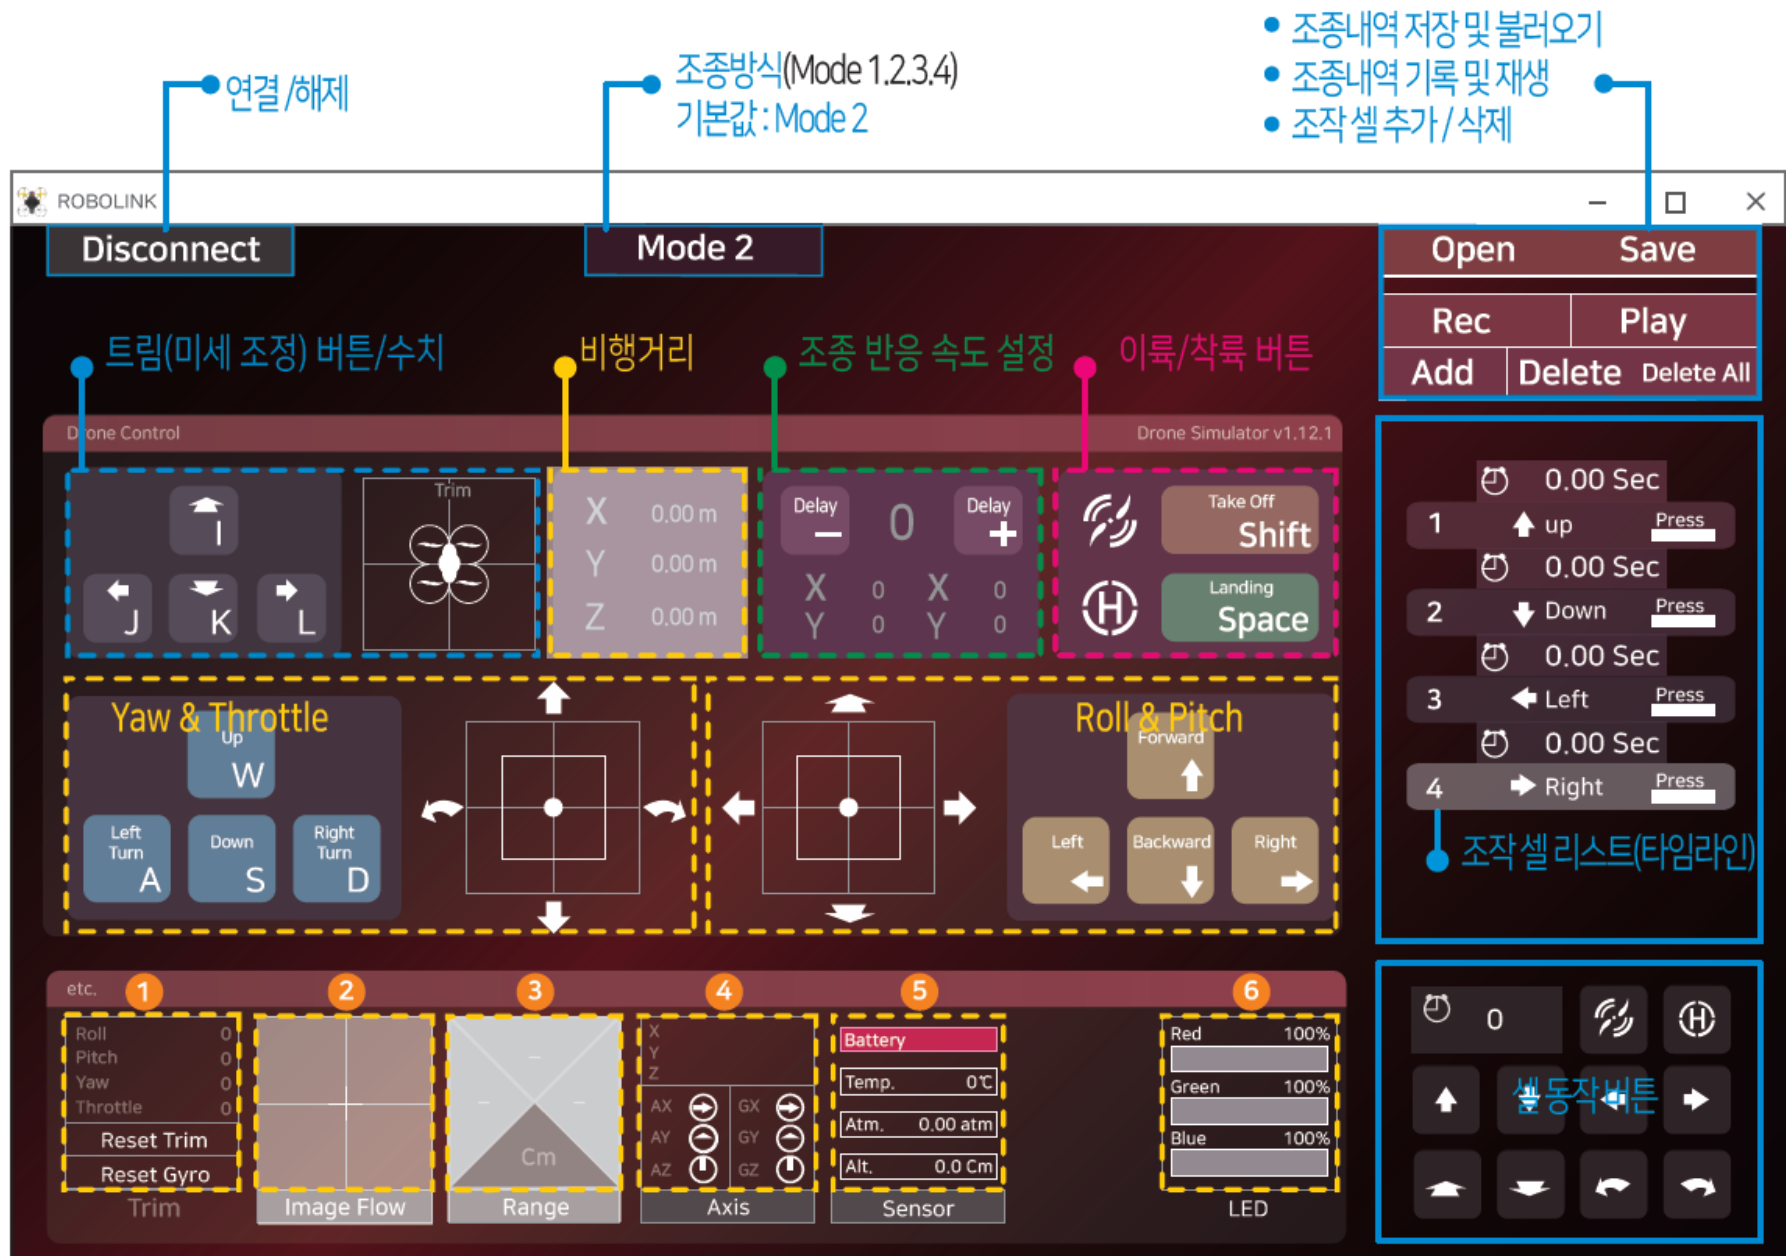 조종내역 저장 및 불러오기
조종내역 기록 및 재생
조작 셀 추가 / 삭제
연결 /해제
조종방식(Mode 1.2.3.4)
기본값 : Mode 2
ROBOLINK
Disconnect
Mode 2
Open Save
Rec Play
Add Delete Delete All
트림(미세 조정) 버튼/수치
비행거리
조종 반응 속도 설정
이륙/착륙 버튼
Drone Control
Drone Simulator v1.12.1
I
J K L
Trim
X 0.00 m
Y 0.00 m
Z 0.00 m
Delay 0 Delay
X 0 X 0
Y 0 Y 0
Take Off
Shift
H
Landing
Space
Yaw & Throttle
Up
W
Left Turn
A
Down
S
Right Turn
D
Roll & Pitch
Forward
Left
Backward
Right
0.00 Sec
1 up Press
0.00 Sec
2 Down Press
0.00 Sec
3 Left Press
0.00 Sec
4 Right Press
조작 셀 리스트(타임라인)
etc.
1 2 3 4 5 6
Roll 0
Pitch 0
Yaw 0
Throttle 0
Reset Trim
Reset Gyro
Trim
Image Flow
Cm
Range
X
Y
Z
AX GX
AY GY
AZ GZ
Axis
Battery
Temp. 0℃
Atm. 0.00 atm
Alt. 0.0 Cm
Sensor
Red 100%
Green 100%
Blue 100%
LED
0
H
셀 동작 버튼